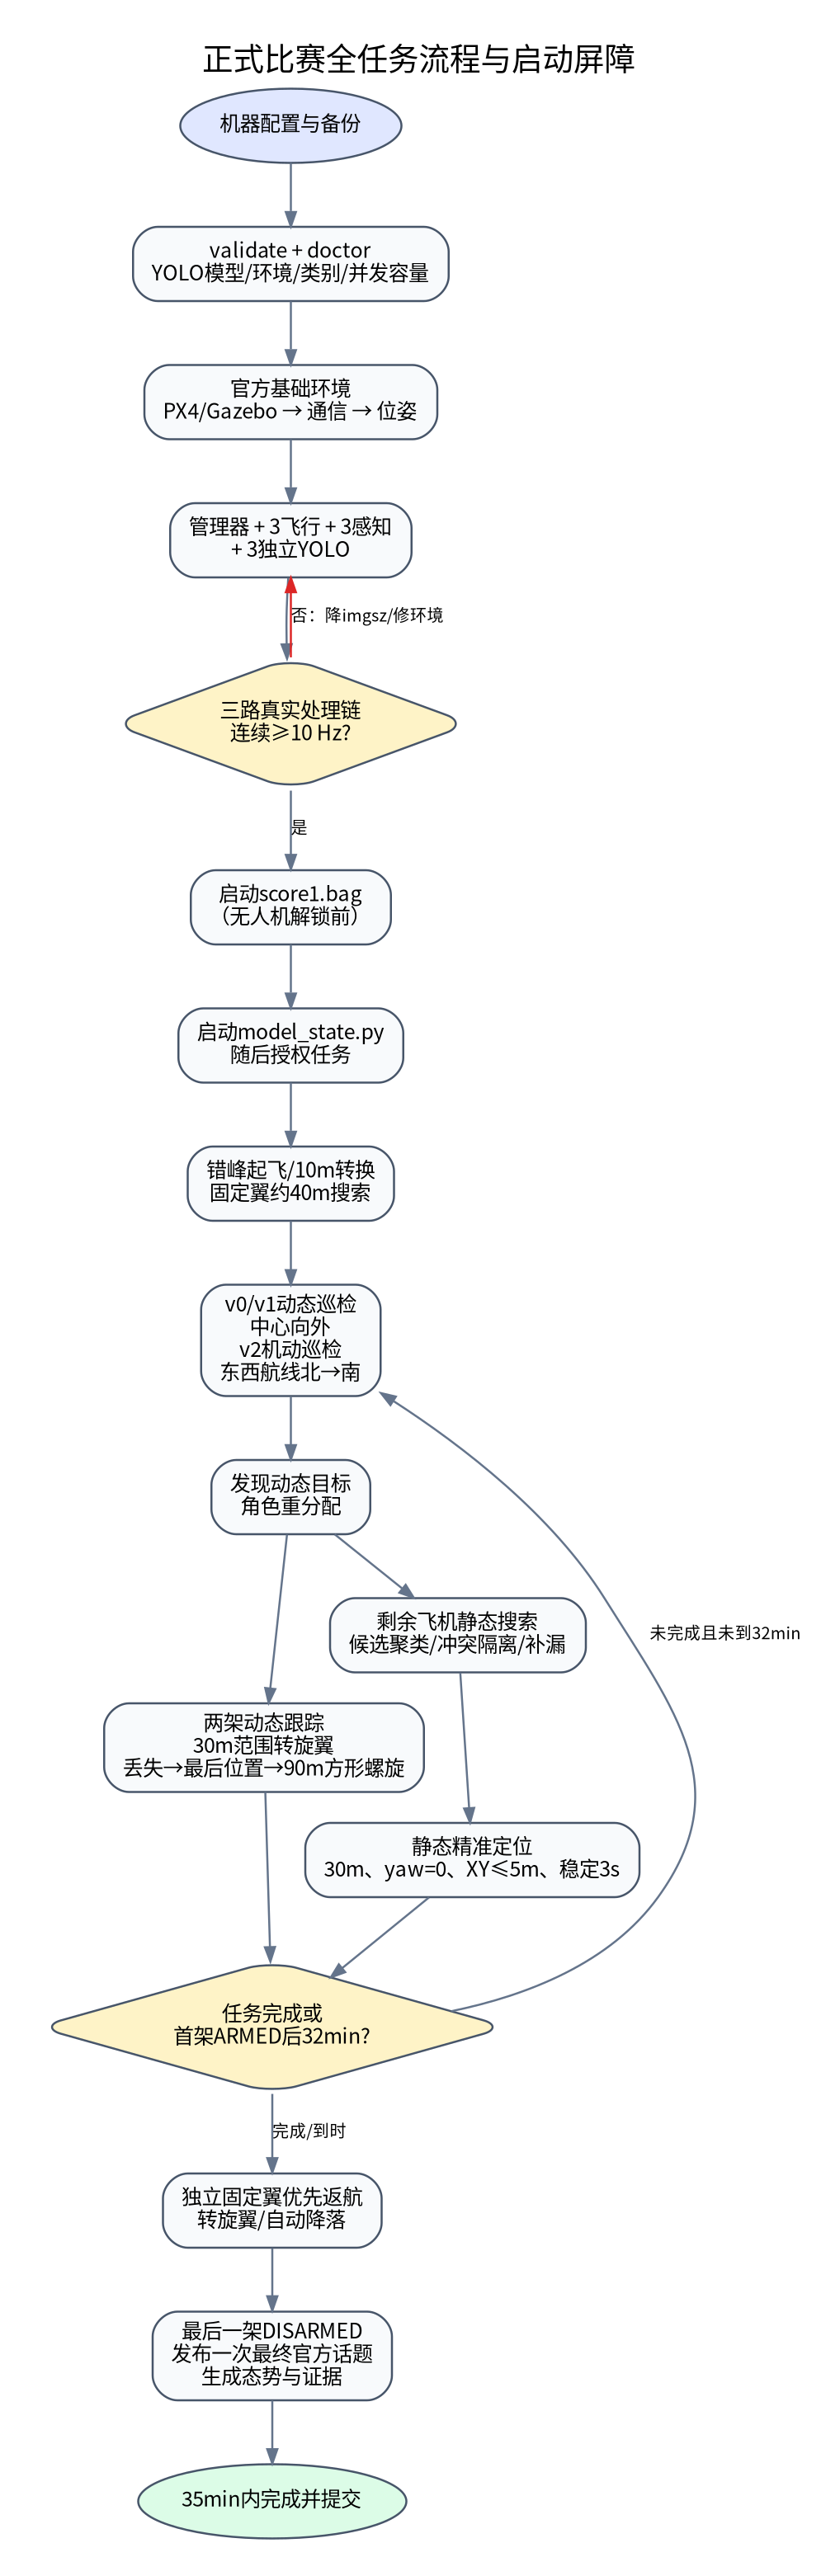 正式比赛全任务流程与启动屏障
机器配置与备份
validate + doctor
YOLO模型/环境/类别/并发容量
官方基础环境
PX4/Gazebo → 通信 → 位姿
管理器 + 3飞行 + 3感知
+ 3独立YOLO
否：降imgsz/修环境
三路真实处理链
连续≥10 Hz?
是
启动score1.bag
（无人机解锁前）
启动model_state.py
随后授权任务
错峰起飞/10m转换
固定翼约40m搜索
v0/v1动态巡检
中心向外
v2机动巡检
东西航线北→南
发现动态目标
角色重分配
剩余飞机静态搜索
候选聚类/冲突隔离/补漏
未完成且未到32min
两架动态跟踪
30m范围转旋翼
丢失→最后位置→90m方形螺旋
静态精准定位
30m、yaw=0、XY≤5m、稳定3s
任务完成或
首架ARMED后32min?
完成/到时
独立固定翼优先返航
转旋翼/自动降落
最后一架DISARMED
发布一次最终官方话题
生成态势与证据
35min内完成并提交